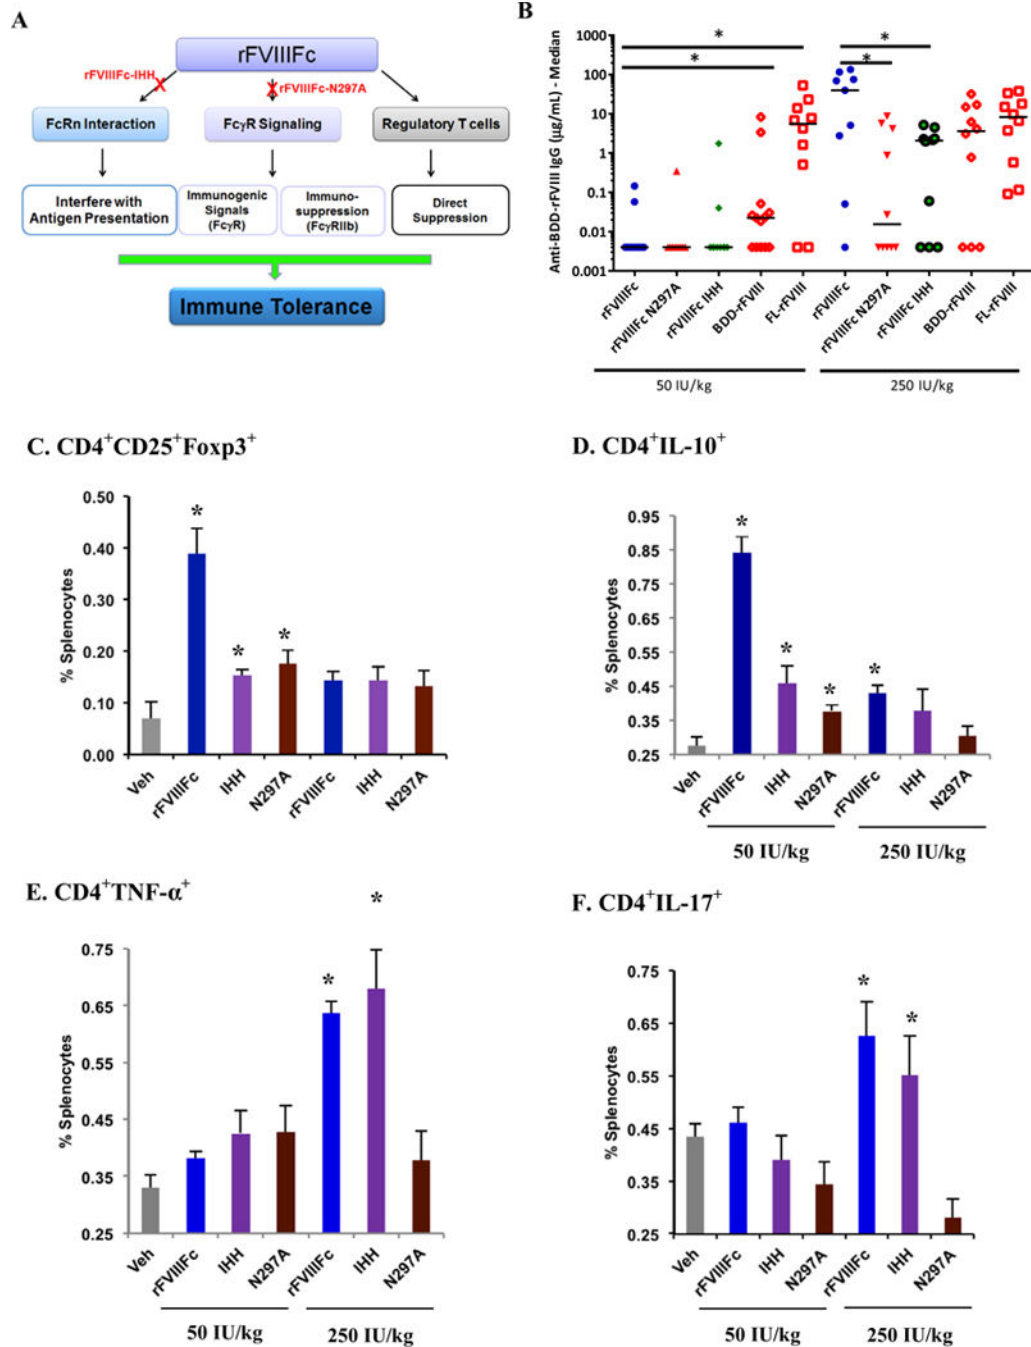 A
rFVIIIFc
rFVIIIFc-IHH
rFVIIIFc-N297A
FcRn Interaction
FcγR Signaling
Regulatory T cells
Interfere with
Antigen Presentation
Immunogenic
Signals
(FcγR)
Immuno-
suppression
(FcγRIIb)
Direct
Suppression
Immune Tolerance
B
Anti-BDD-rFVIII IgG (μg/mL) - Median
1000
100
10
1
0.1
0.01
0.001
* * * *
rFVIIIFc
rFVIIIFc N297A
rFVIIIFc IHH
BDD-rFVIII
FL-rFVIII
rFVIIIFc
rFVIIIFc N297A
rFVIIIFc IHH
BDD-rFVIII
FL-rFVIII
50 IU/kg
250 IU/kg
C. CD4+CD25+Foxp3+
% Splenocytes
0.50
0.40
0.30
0.20
0.10
0.00
* * *
Veh
rFVIIIFc
IHH
N297A
rFVIIIFc
IHH
N297A
D. CD4+IL-10+
% Splenocytes
0.95
0.85
0.75
0.65
0.55
0.45
0.35
0.25
* * * *
Veh
rFVIIIFc
IHH
N297A
rFVIIIFc
IHH
N297A
50 IU/kg
250 IU/kg
E. CD4+TNF-α+
% Splenocytes
0.75
0.65
0.55
0.45
0.35
0.25
* *
Veh
rFVIIIFc
IHH
N297A
rFVIIIFc
IHH
N297A
50 IU/kg
250 IU/kg
F. CD4+IL-17+
% Splenocytes
0.75
0.65
0.55
0.45
0.35
0.25
* *
Veh
rFVIIIFc
IHH
N297A
rFVIIIFc
IHH
N297A
50 IU/kg
250 IU/kg